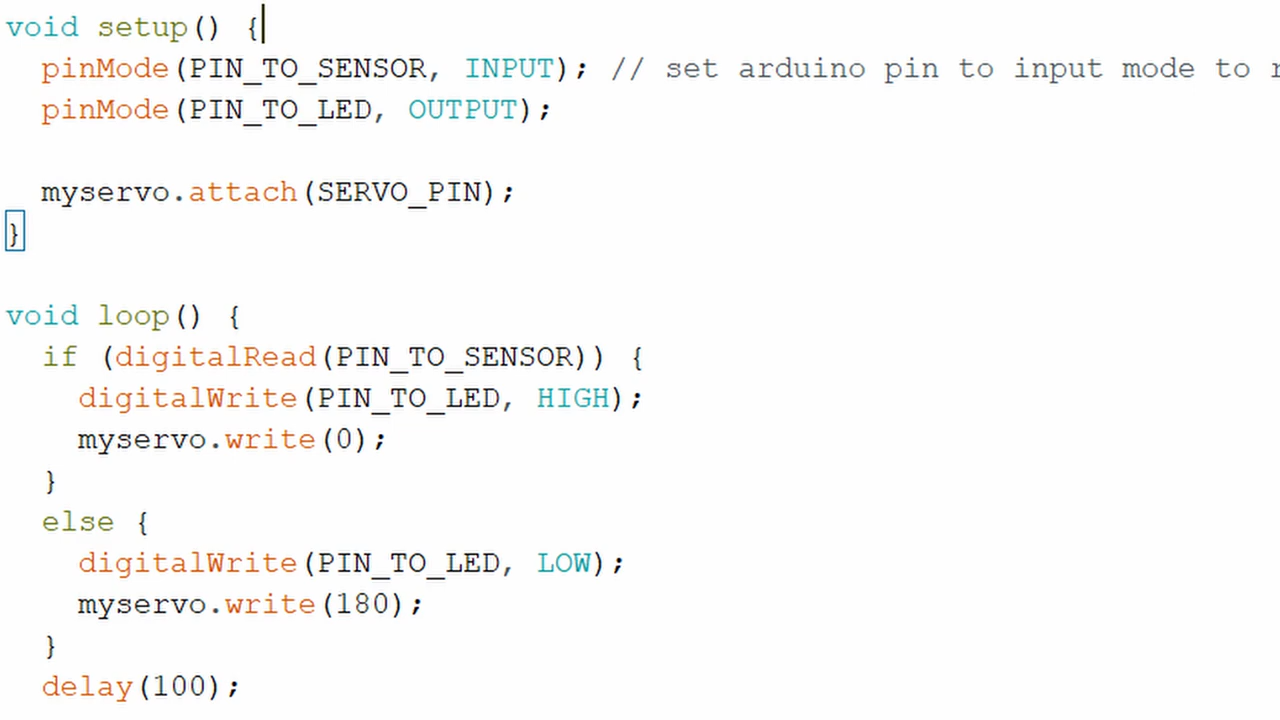 void setup() {
pinMode(PIN_TO_SENSOR, INPUT); // set arduino pin to input mode to
pinMode(PIN_TO_LED, OUTPUT);
myservo.attach(SERVO_PIN);
}
void loop() {
if (digitalRead(PIN_TO_SENSOR)) {
digitalWrite(PIN_TO_LED, HIGH);
myservo.write(0);
}
else {
digitalWrite(PIN_TO_LED, LOW);
myservo.write(180);
}
delay(100);